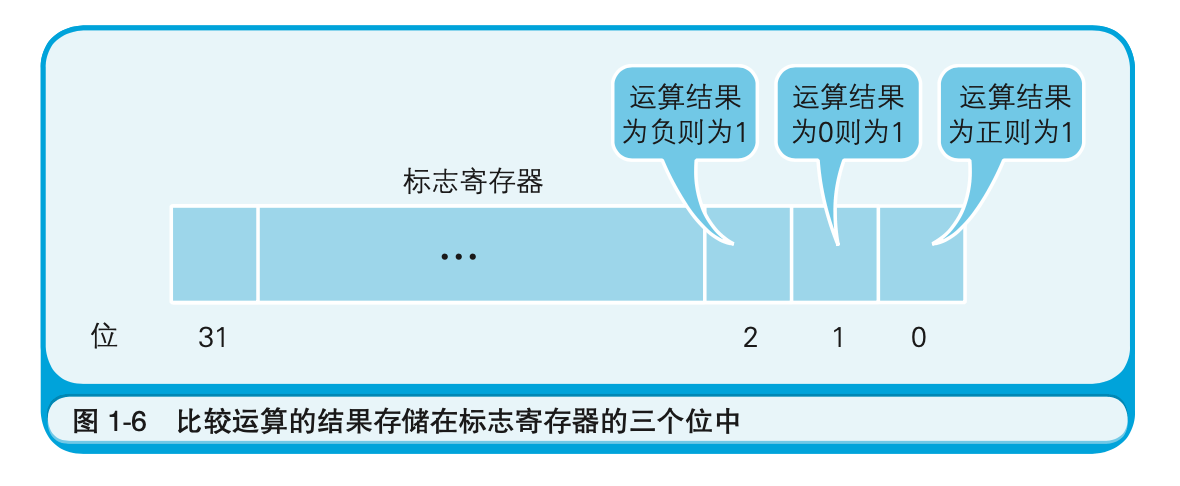 运算结果
为负则为1
运算结果
为0则为1
运算结果
为正则为1
标志寄存器
...
位 31 2 1 0
图 1-6 比较运算的结果存储在标志寄存器的三个位中